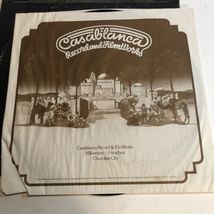 Casablanca
Record and FilmWorks
Casablanca Record & FilmWorks
Millennium / Parachute
Chocolate City